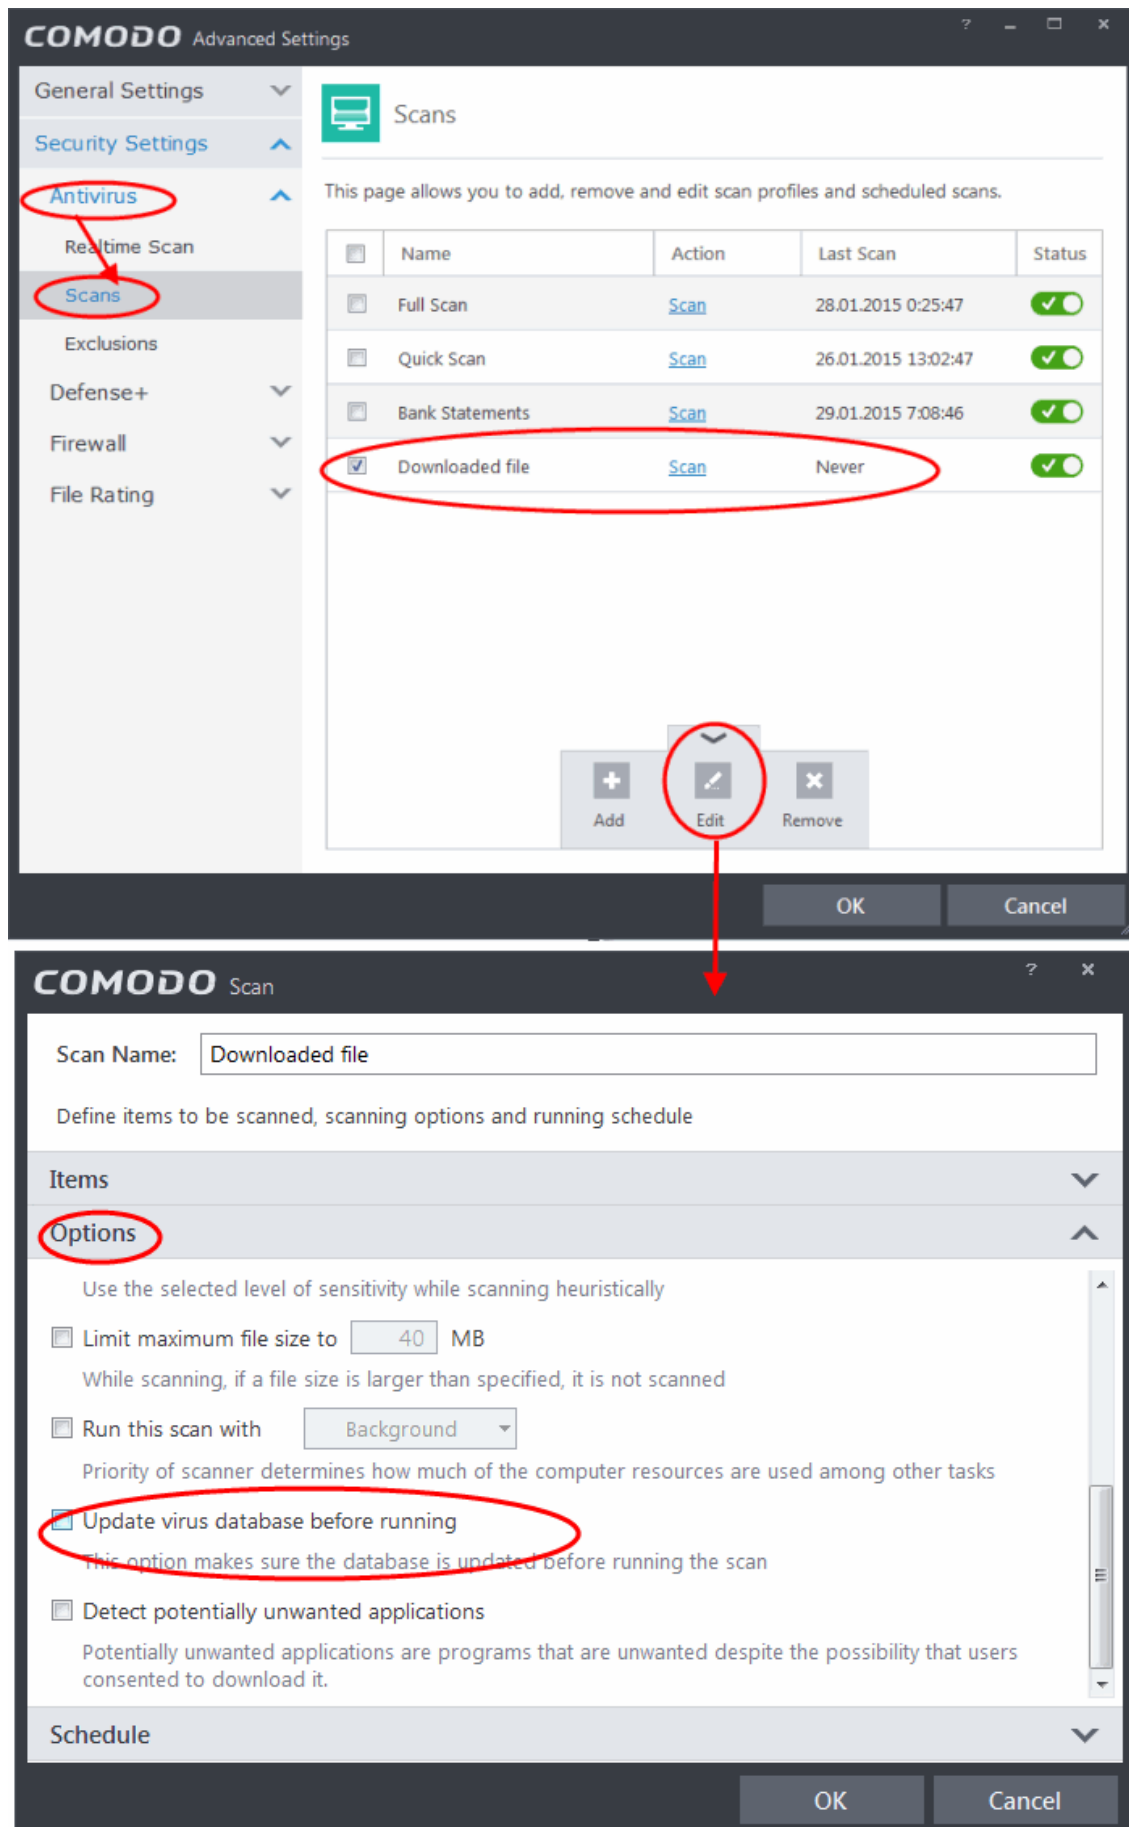 COMODO Advanced Settings
General Settings
Security Settings
Antivirus
Realtime Scan
Scans
Exclusions
Defense+
Firewall
File Rating
Scans
This page allows you to add, remove and edit scan profiles and scheduled scans.
Name Action Last Scan Status
Full Scan Scan 28.01.2015 0:25:47
Quick Scan Scan 26.01.2015 13:02:47
Bank Statements Scan 29.01.2015 7:08:46
Downloaded file Scan Never
Add Edit Remove
OK Cancel
COMODO Scan
Scan Name: Downloaded file
Define items to be scanned, scanning options and running schedule
Items
Options
Use the selected level of sensitivity while scanning heuristically
Limit maximum file size to 40 MB
While scanning, if a file size is larger than specified, it is not scanned
Run this scan with Background
Priority of scanner determines how much of the computer resources are used among other tasks
Update virus database before running
This option makes sure the database is updated before running the scan
Detect potentially unwanted applications
Potentially unwanted applications are programs that are unwanted despite the possibility that users
consented to download it.
Schedule
OK Cancel